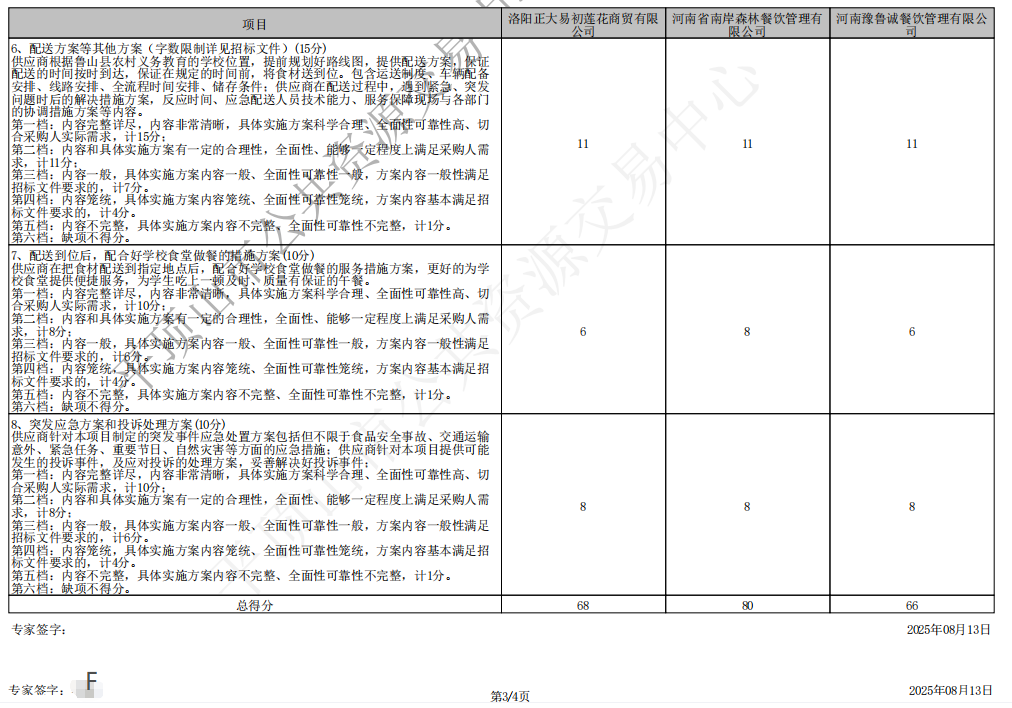 项目
洛阳正大易初莲花商贸有限
公司
河南省南岸森林餐饮管理有
限公司
河南豫鲁诚餐饮管理有限公
司
6、配送方案等其他方案（字数限制详见招标文件）(15分)
供应商根据鲁山县农村义务教育的学校位置，提前规划好路线图，提供配送方案，保证
配送的时间按时到达，保证在规定的时间前，将食材送到位。包含运送制度、车辆配备
安排、线路安排、全流程时间安排、储存条件；供应商在配送过程中，遇到紧急、突发
问题时后的解决措施方案，反应时间、应急配送人员技术能力、服务保障现场与各部门
的协调措施方案等内容。
第一档：内容完整详尽，内容非常清晰，具体实施方案科学合理、全面性可靠性高、切
合采购人实际需求，计15分；
第二档：内容和具体实施方案有一定的合理性，全面性、能够一定程度上满足采购人需
求，计11分；
第三档：内容一般，具体实施方案内容一般、全面性可靠性一般，方案内容一般性满足
招标文件要求的，计7分。
第四档：内容笼统，具体实施方案内容笼统、全面性可靠性笼统，方案内容基本满足招
标文件要求的，计4分。
第五档：内容不完整，具体实施方案内容不完整、全面性可靠性不完整，计1分。
第六档：缺项不得分。
11
11
11
7、配送到位后，配合好学校食堂做餐的措施方案(10分)
供应商在把食材配送到指定地点后，配合好学校食堂做餐的服务措施方案，更好的为学
校食堂提供便捷服务，为学生吃上一顿及时、质量有保证的午餐。
第一档：内容完整详尽，内容非常清晰，具体实施方案科学合理、全面性可靠性高、切
合采购人实际需求，计10分；
第二档：内容和具体实施方案有一定的合理性，全面性、能够一定程度上满足采购人需
求，计8分；
第三档：内容一般，具体实施方案内容一般、全面性可靠性一般，方案内容一般性满足
招标文件要求的，计6分。
第四档：内容笼统，具体实施方案内容笼统、全面性可靠性笼统，方案内容基本满足招
标文件要求的，计4分。
第五档：内容不完整，具体实施方案内容不完整、全面性可靠性不完整，计1分。
第六档：缺项不得分。
6
8
6
8、突发应急方案和投诉处理方案(10分)
供应商针对本项目制定的突发事件应急处置方案包括但不限于食品安全事故、交通运输
意外、紧急任务、重要节日、自然灾害等方面的应急措施；供应商针对本项目提供可能
发生的投诉事件，及应对投诉的处理方案，妥善解决好投诉事件；
第一档：内容完整详尽，内容非常清晰，具体实施方案科学合理、全面性可靠性高、切
合采购人实际需求，计10分；
第二档：内容和具体实施方案有一定的合理性，全面性、能够一定程度上满足采购人需
求，计8分；
第三档：内容一般，具体实施方案内容一般、全面性可靠性一般，方案内容一般性满足
招标文件要求的，计6分。
第四档：内容笼统，具体实施方案内容笼统、全面性可靠性笼统，方案内容基本满足招
标文件要求的，计4分。
第五档：内容不完整，具体实施方案内容不完整、全面性可靠性不完整，计1分。
第六档：缺项不得分。
8
8
8
总得分
68
80
66
专家签字：
2025年08月13日
专家签字：
F
2025年08月13日
第3/4页
平顶山市公共资源交易中心
平顶山市公共资源交易中心